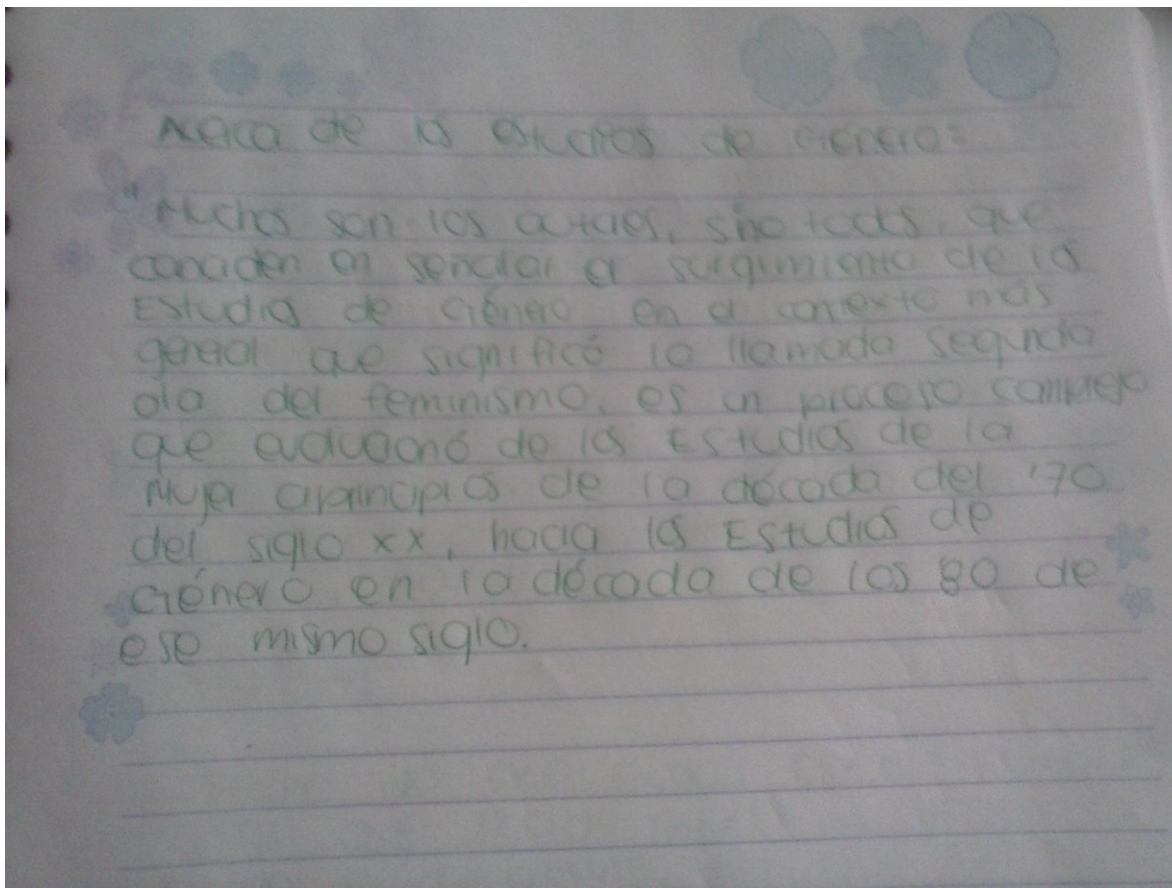 Acerca de los estudios de Género:
"Muchos son los autores, sino todos, que
coinciden en señalar el surgimiento de los
Estudios de Género en el contexto más
general que significó la llamada segunda
ola del feminismo, es un proceso complejo
que evolucionó de los Estudios de la
Mujer a principios de la década del '70
del siglo XX, hacia los Estudios de
Género en la década de los 80 de
ese mismo siglo.